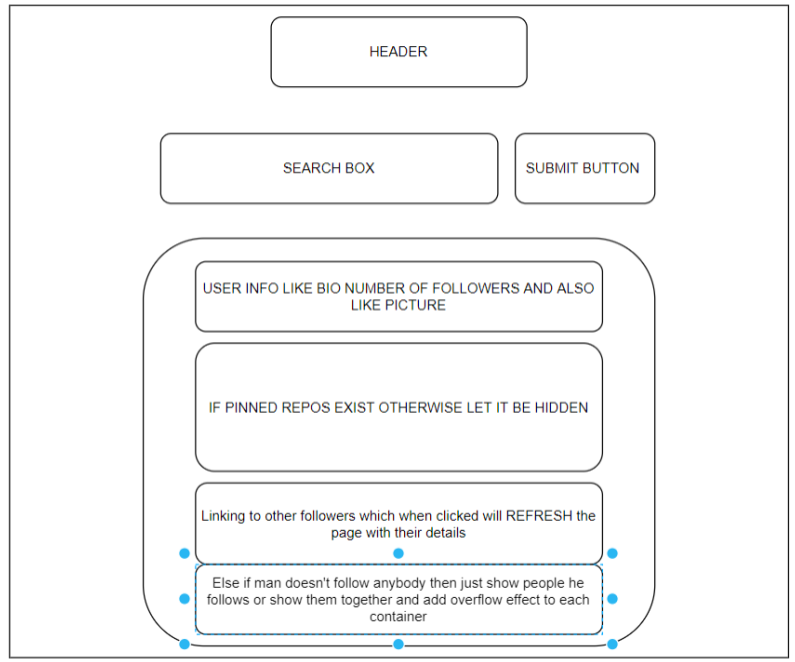 HEADER
SEARCH BOX
SUBMIT BUTTON
USER INFO LIKE BIO NUMBER OF FOLLOWERS AND ALSO
LIKE PICTURE
IF PINNED REPOS EXIST OTHERWISE LET IT BE HIDDEN
Linking to other followers which when clicked will REFRESH the
page with their details
Else if man doesn't follow anybody then just show people he
follows or show them together and add overflow effect to each
container